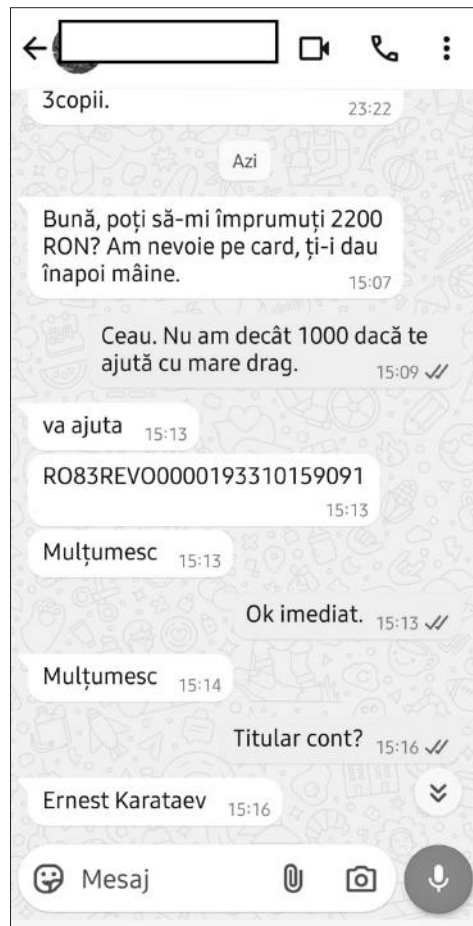 3copii.
23:22
Azi
Bună, poți să-mi împrumuți 2200
RON? Am nevoie pe card, ți-i dau
înapoi mâine.
15:07
Ceau. Nu am decât 1000 dacă te
ajută cu mare drag.
15:09
va ajuta 15:13
RO83REVO0000193310159091
15:13
Mulțumesc 15:13
Ok imediat. 15:13
Mulțumesc 15:14
Titular cont? 15:16
Ernest Karataev 15:16
Mesaj